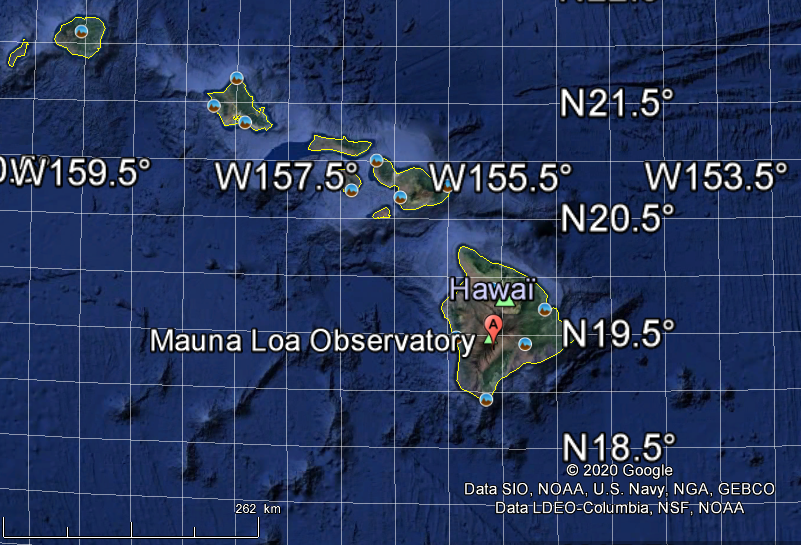 N21.5°
W159.5°
W157.5°
W155.5°
W153.5°
N20.5°
Hawaï
A
Mauna Loa Observatory
N19.5°
N18.5°
© 2020 Google
Data SIO, NOAA, U.S. Navy, NGA, GEBCO
Data LDEO-Columbia, NSF, NOAA
262 km